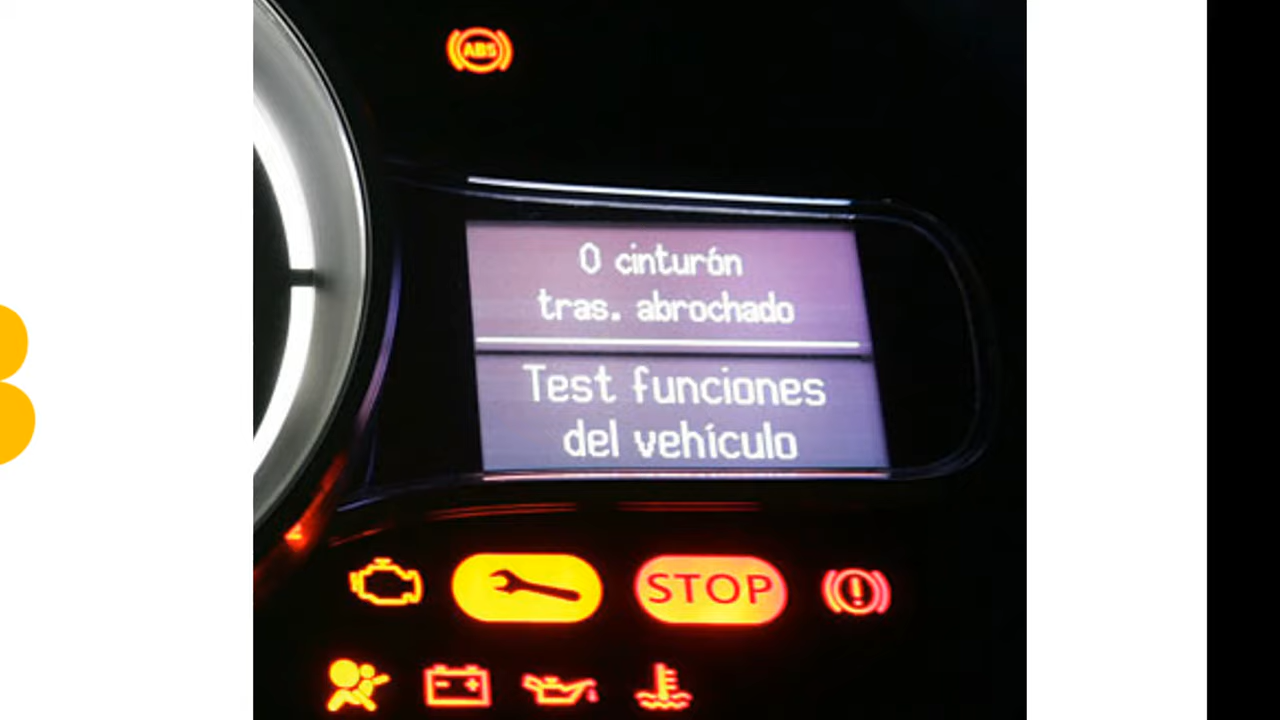 ABS
0 cinturón
tras. abrochado
Test funciones
del vehículo
STOP